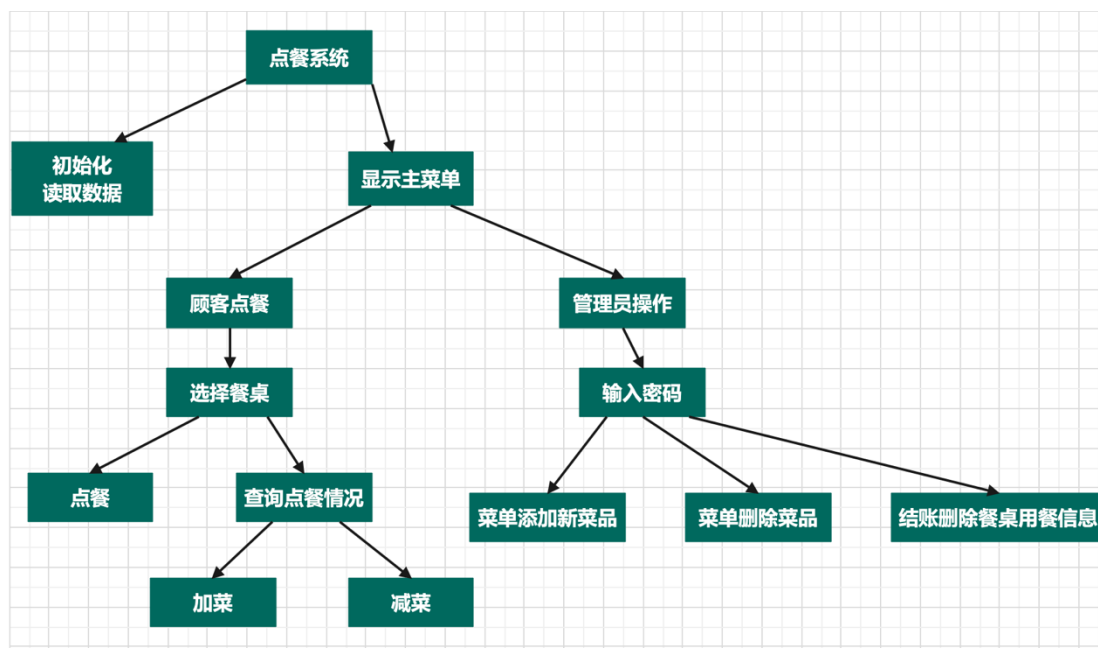 点餐系统
初始化
读取数据
显示主菜单
顾客点餐
管理员操作
选择餐桌
输入密码
点餐
查询点餐情况
菜单添加新菜品
菜单删除菜品
结账删除餐桌用餐信息
加菜
减菜